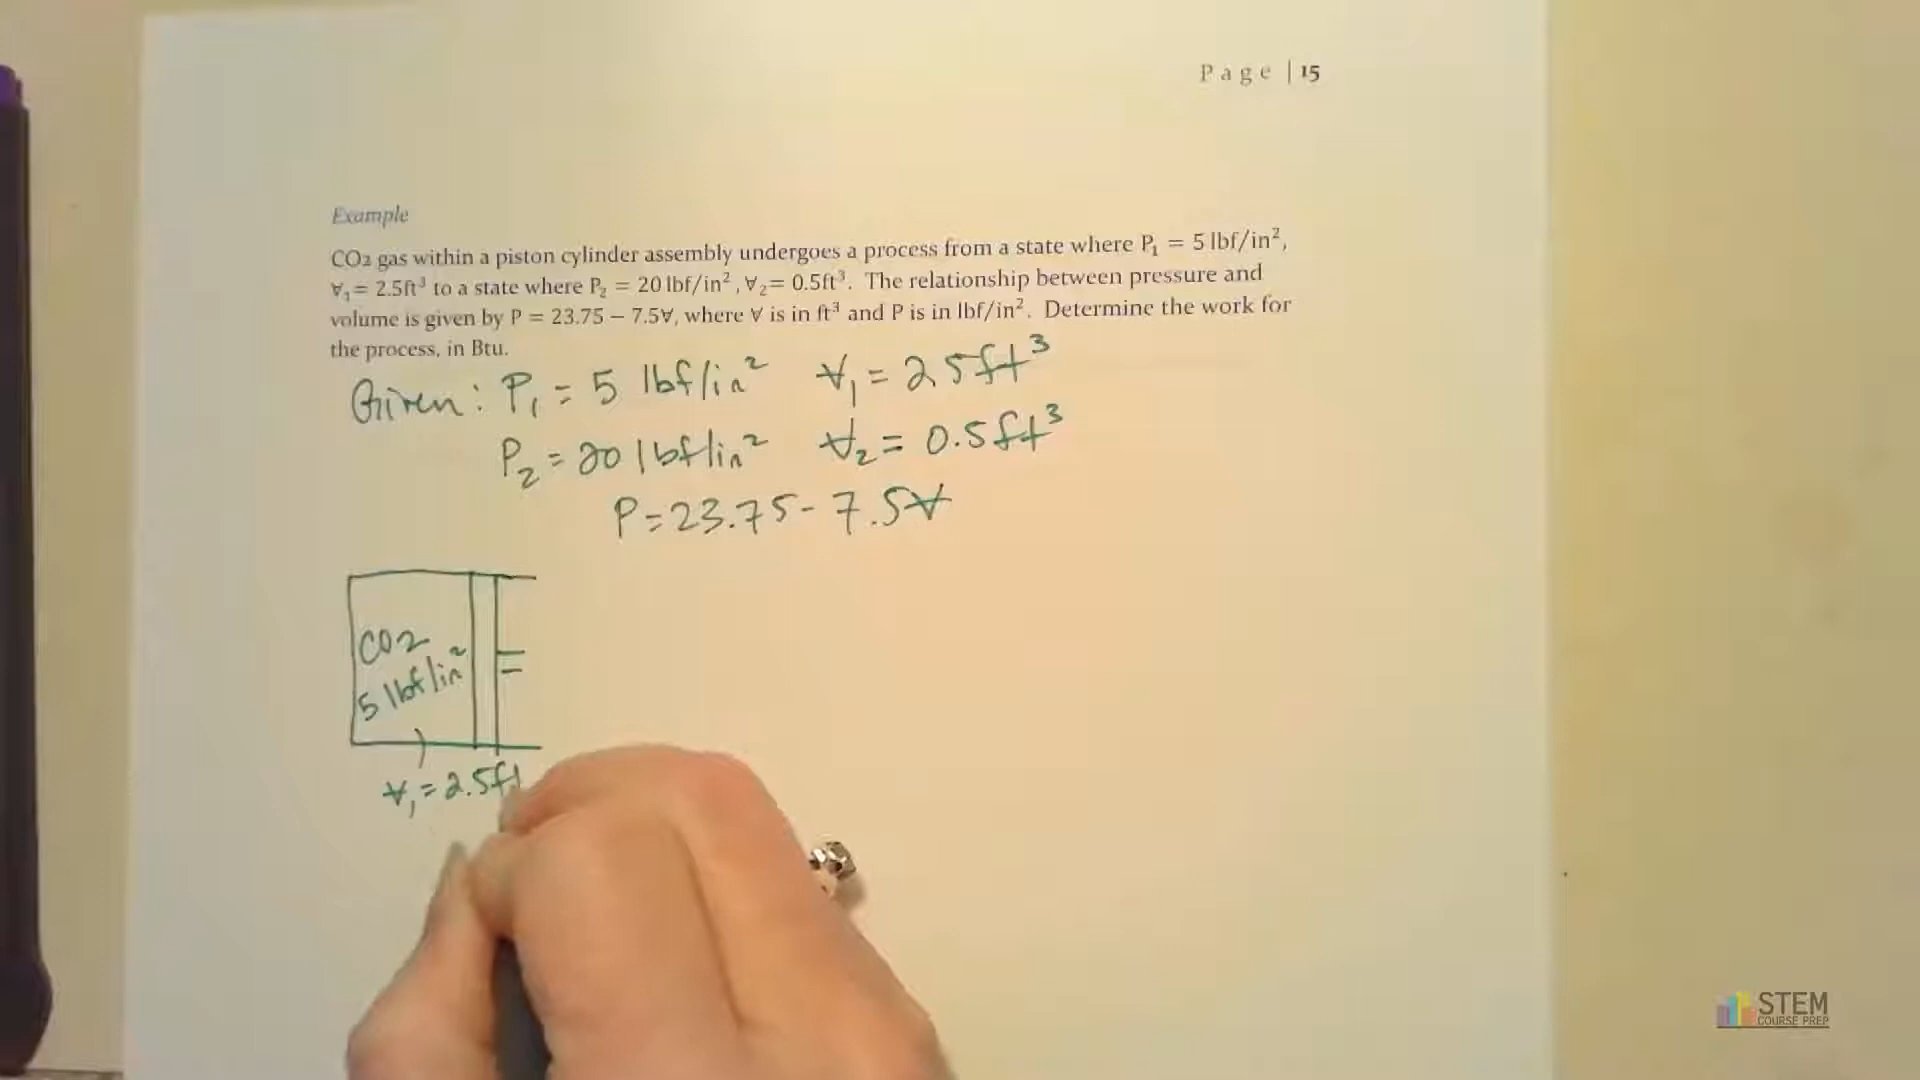 Page | 15
Example
CO2 gas within a piston cylinder assembly undergoes a process from a state where P₁ = 5 lbf/in²,
∀₁= 2.5ft³ to a state where P₂ = 20 lbf/in², ∀₂= 0.5ft³. The relationship between pressure and
volume is given by P = 23.75 – 7.5∀, where ∀ is in ft³ and P is in lbf/in². Determine the work for
the process, in Btu.
Given: P₁ = 5 lbf/in² ∀₁ = 2.5ft³
P₂ = 20 lbf/in² ∀₂ = 0.5ft³
P = 23.75 - 7.5∀
CO2
5 lbf/in²
∀₁ = 2.5ft
STEM
COURSE PREP